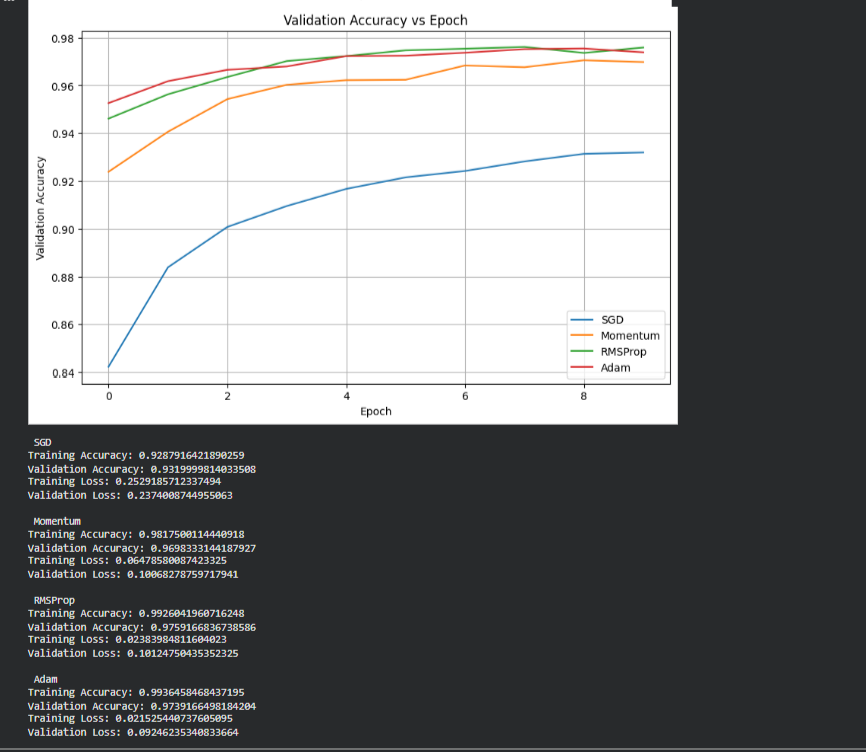 Validation Accuracy vs Epoch
0.98
0.96
0.94
0.92
0.90
0.88
0.86
0.84
Validation Accuracy
0 2 4 6 8
Epoch
SGD
Momentum
RMSProp
Adam
SGD
Training Accuracy: 0.9287916421890259
Validation Accuracy: 0.9319999814033508
Training Loss: 0.2529185712337494
Validation Loss: 0.2374008744955063
Momentum
Training Accuracy: 0.9817500114440918
Validation Accuracy: 0.9698333144187927
Training Loss: 0.06478580087423325
Validation Loss: 0.10068278759717941
RMSProp
Training Accuracy: 0.9926041960716248
Validation Accuracy: 0.9759166836738586
Training Loss: 0.02383984811604023
Validation Loss: 0.10124750435352325
Adam
Training Accuracy: 0.9936458468437195
Validation Accuracy: 0.9739166498184204
Training Loss: 0.021525440737605095
Validation Loss: 0.09246235340833664